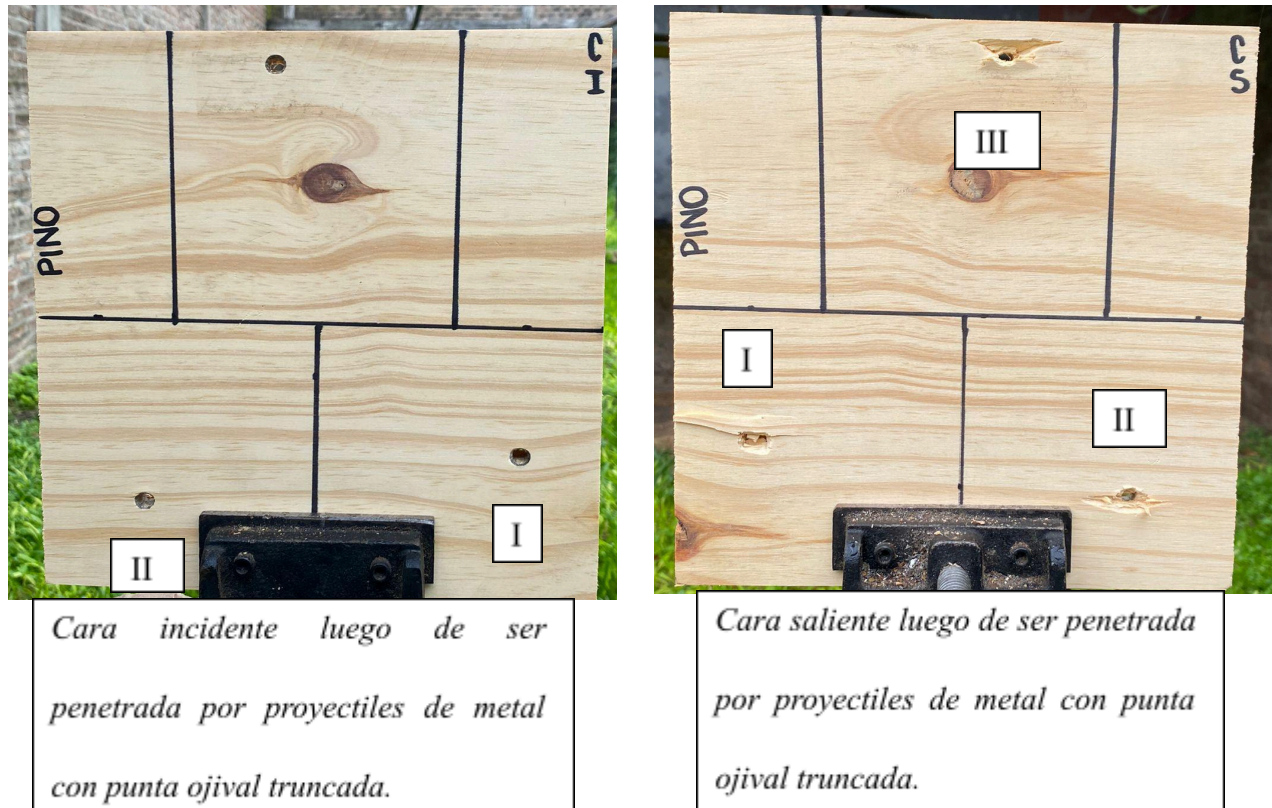 C
I
PINO
I
II
Cara incidente luego de ser
penetrada por proyectiles de metal
con punta ojival truncada.
C
S
III
PINO
I
II
Cara saliente luego de ser penetrada
por proyectiles de metal con punta
ojival truncada.